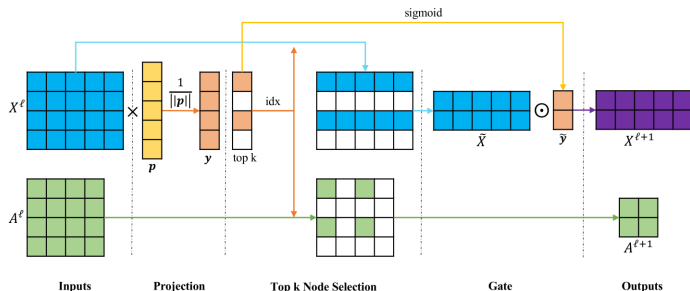 sigmoid
X^ℓ
×
1
||p||
p
y
idx
top k
X̃
⊙
ỹ
X^{ℓ+1}
A^ℓ
A^{ℓ+1}
Inputs
Projection
Top k Node Selection
Gate
Outputs